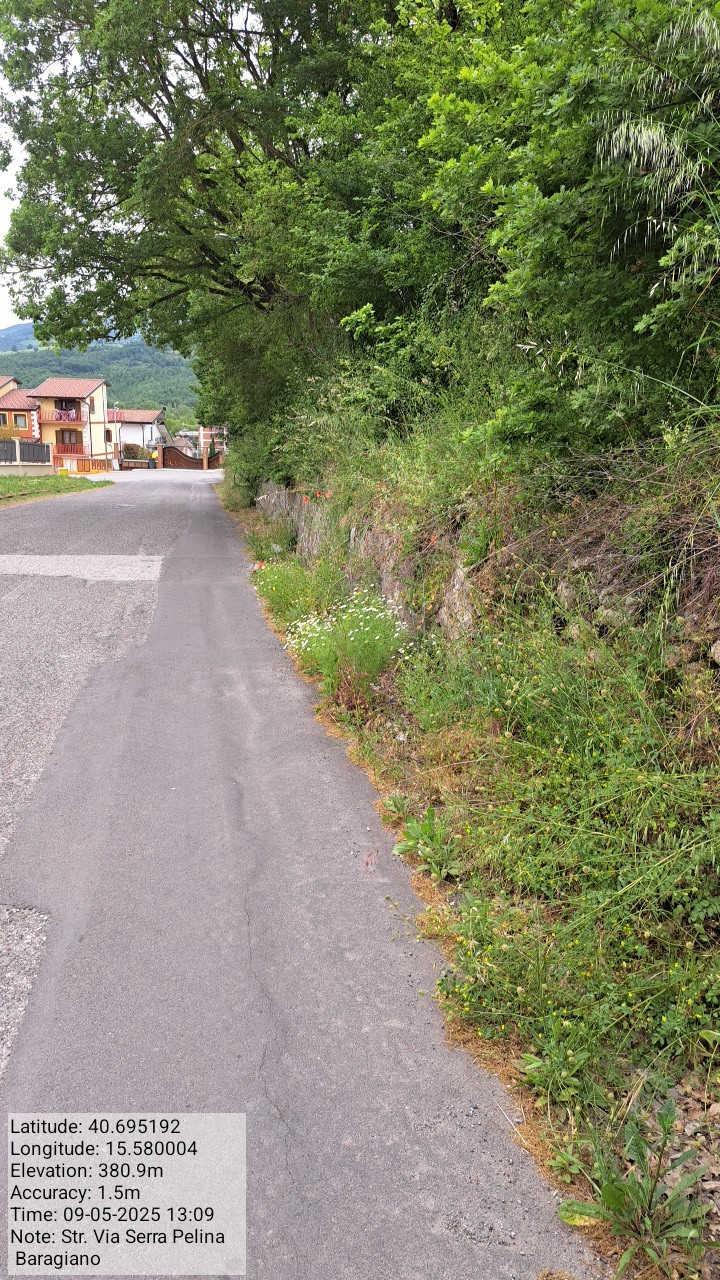 Latitude: 40.695192
Longitude: 15.580004
Elevation: 380.9m
Accuracy: 1.5m
Time: 09-05-2025 13:09
Note: Str. Via Serra Pelina
Baragiano